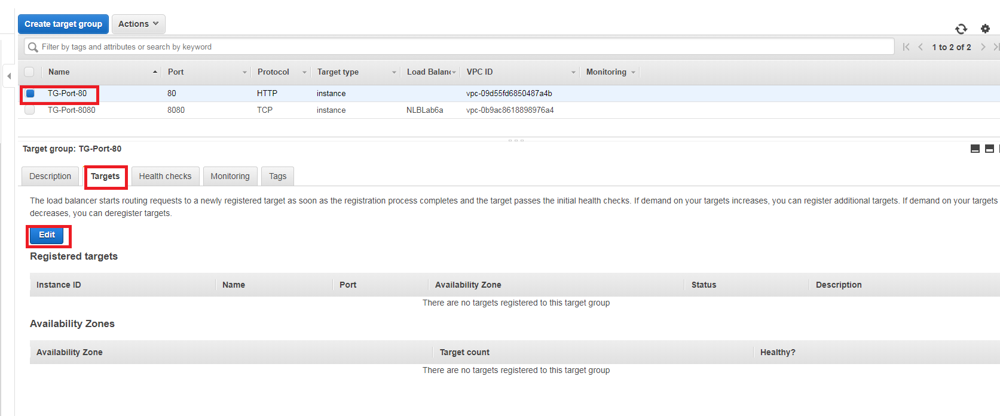 Create target group Actions
Filter by tags and attributes or search by keyword 1 to 2 of 2
Name Port Protocol Target type Load Balanc VPC ID Monitoring
TG-Port-80 80 HTTP instance vpc-09d55fd6850487a4b
TG-Port-8080 8080 TCP instance NLBLab6a vpc-0b9ac8618898976a4
Target group: TG-Port-80
Description Targets Health checks Monitoring Tags
The load balancer starts routing requests to a newly registered target as soon as the registration process completes and the target passes the initial health checks. If demand on your targets increases, you can register additional targets. If demand on your targets
decreases, you can deregister targets.
Edit
Registered targets
Instance ID Name Port Availability Zone Status Description
There are no targets registered to this target group
Availability Zones
Availability Zone Target count Healthy?
There are no targets registered to this target group